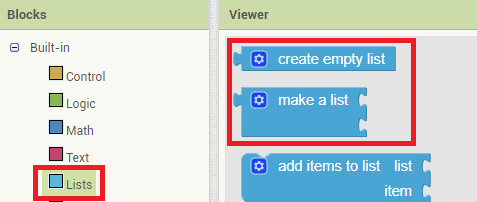 Blocks
Built-in
Control
Logic
Math
Text
Lists
Viewer
create empty list
make a list
add items to list list
item